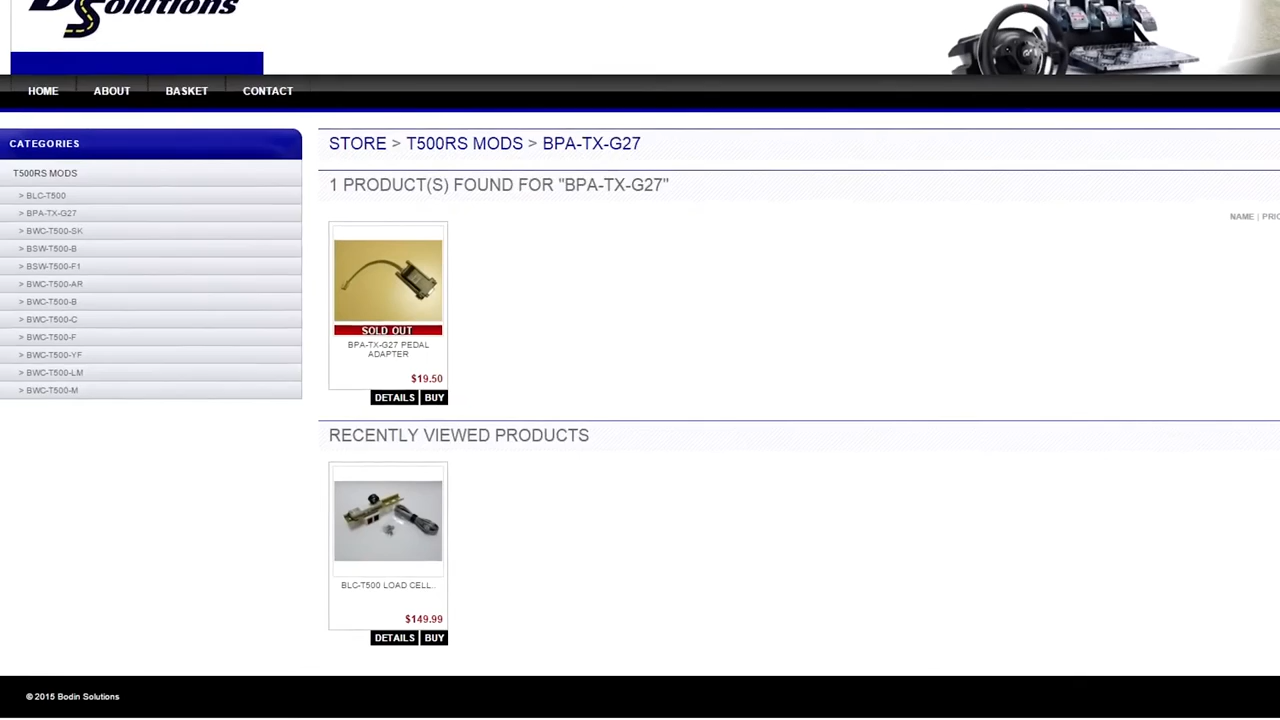 Solutions
HOME
ABOUT
BASKET
CONTACT
CATEGORIES
T500RS MODS
> BLC-T500
> BPA-TX-G27
> BWC-T500-SK
> BSW-T500-B
> BSW-T500-F1
> BWC-T500-AR
> BWC-T500-B
> BWC-T500-C
> BWC-T500-F
> BWC-T500-YF
> BWC-T500-LM
> BWC-T500-M
STORE > T500RS MODS > BPA-TX-G27
1 PRODUCT(S) FOUND FOR "BPA-TX-G27"
NAME |
SOLD OUT
BPA-TX-G27 PEDAL
ADAPTER
$19.50
DETAILS
BUY
RECENTLY VIEWED PRODUCTS
BLC-T500 LOAD CELL..
$149.99
DETAILS
BUY
© 2015 Bodin Solutions